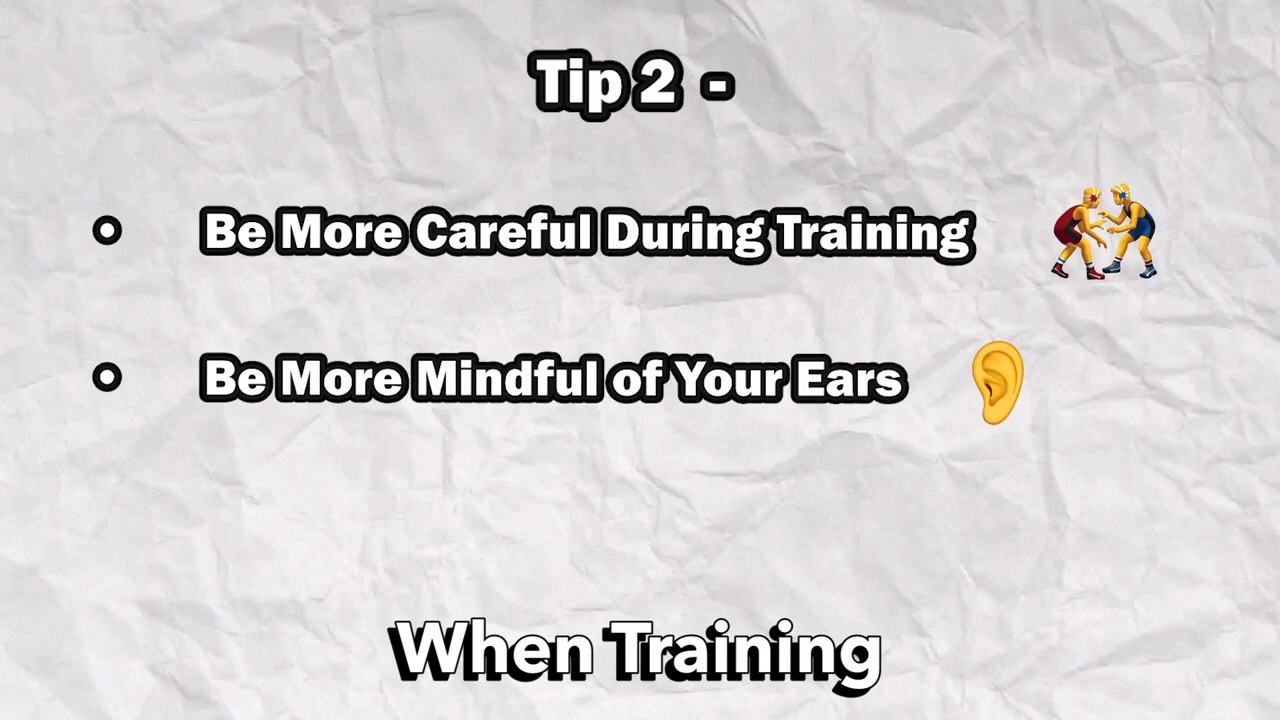 Tip 2 -
Be More Careful During Training
Be More Mindful of Your Ears
When Training